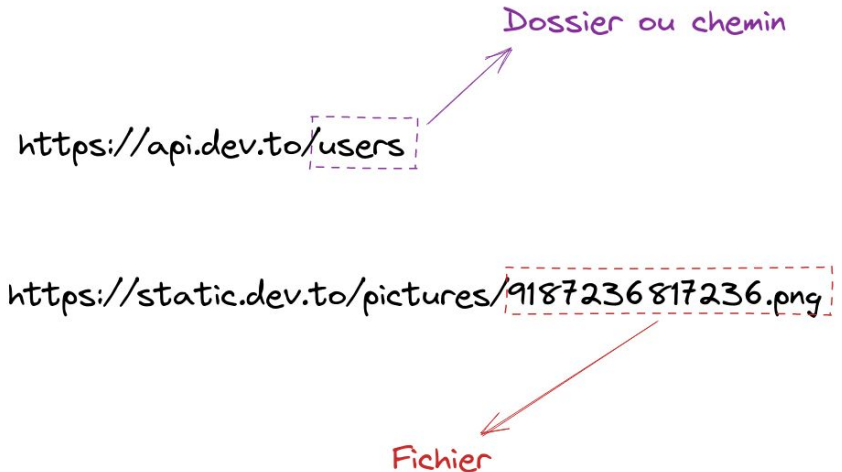 Dossier ou chemin
https://api.dev.to/users
https://static.dev.to/pictures/9187236817236.png
Fichier